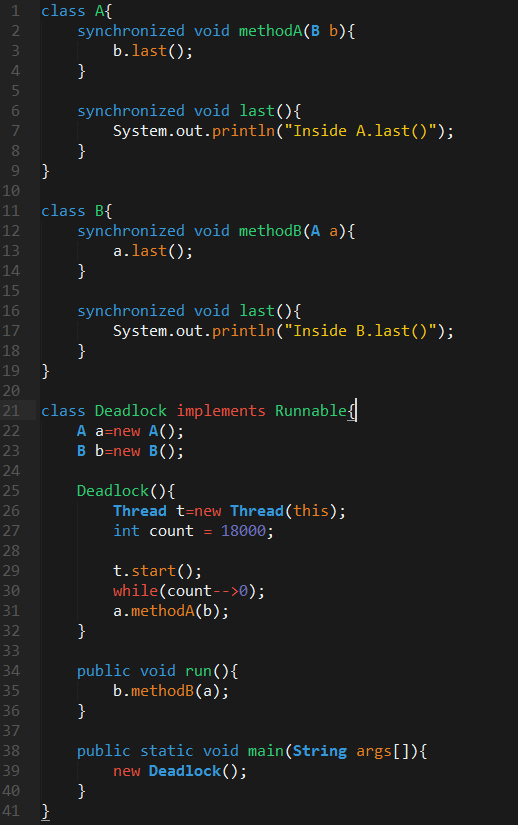 1 class A{
2     synchronized void methodA(B b){
3         b.last();
4     }
5
6     synchronized void last(){
7         System.out.println("Inside A.last()");
8     }
9 }
10
11 class B{
12     synchronized void methodB(A a){
13         a.last();
14     }
15
16     synchronized void last(){
17         System.out.println("Inside B.last()");
18     }
19 }
20
21 class Deadlock implements Runnable{
22     A a=new A();
23     B b=new B();
24
25     Deadlock(){
26         Thread t=new Thread(this);
27         int count = 18000;
28
29         t.start();
30         while(count-->0);
31         a.methodA(b);
32     }
33
34     public void run(){
35         b.methodB(a);
36     }
37
38     public static void main(String args[]){
39         new Deadlock();
40     }
41 }